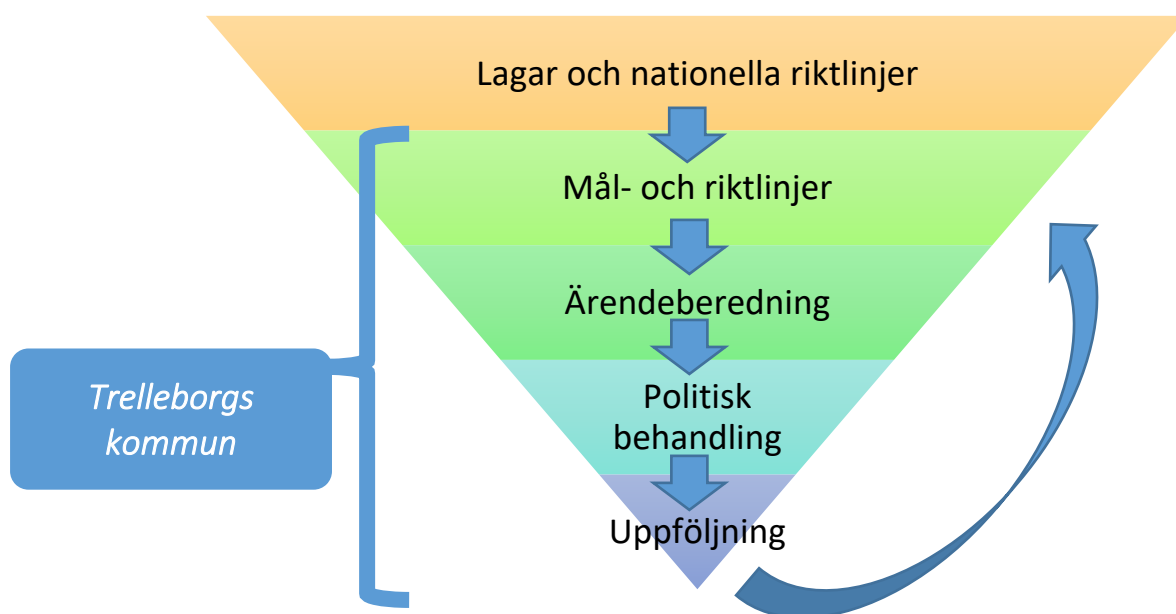 Lagar och nationella riktlinjer
Mål- och riktlinjer
Ärendeberedning
Politisk
behandling
Uppföljning
Trelleborgs
kommun